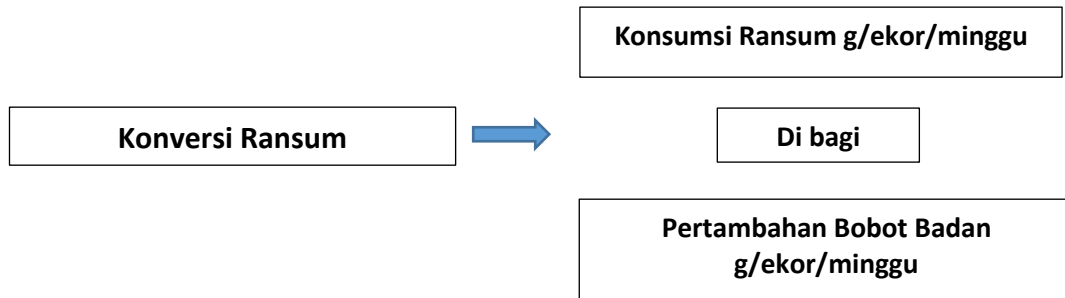 Konsumsi Ransum g/ekor/minggu
Konversi Ransum
Di bagi
Pertambahan Bobot Badan
g/ekor/minggu